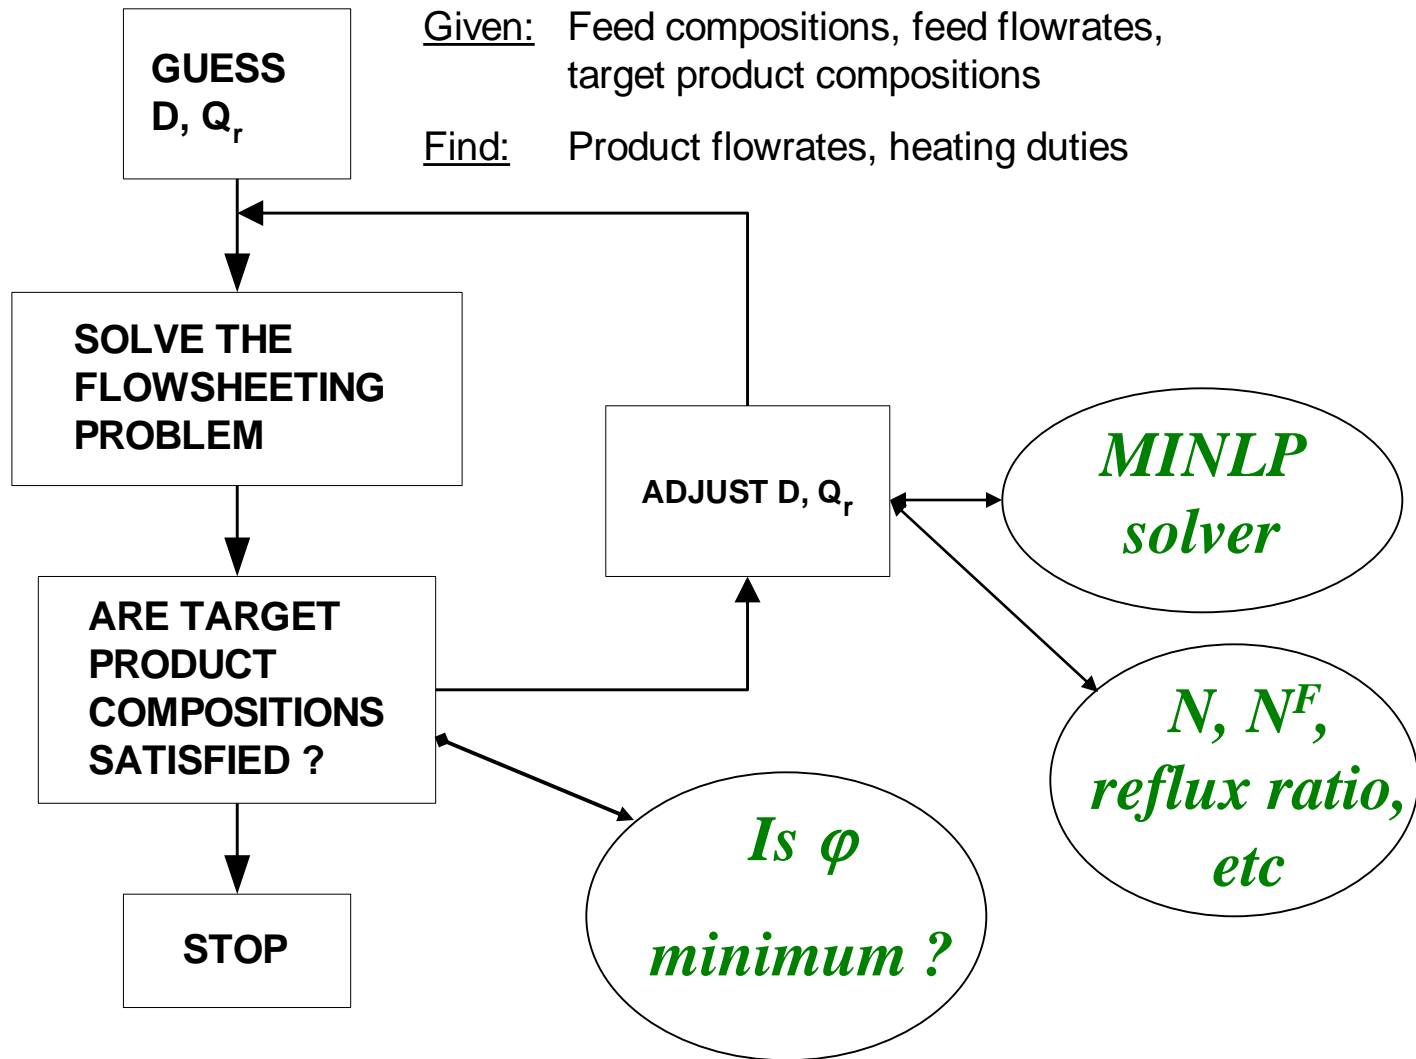 Given: Feed compositions, feed flowrates,
target product compositions
Find: Product flowrates, heating duties
GUESS
D, Qr
SOLVE THE
FLOWSHEETING
PROBLEM
ARE TARGET
PRODUCT
COMPOSITIONS
SATISFIED ?
STOP
ADJUST D, Qr
MINLP
solver
N, N^F,
reflux ratio,
etc
Is φ
minimum ?